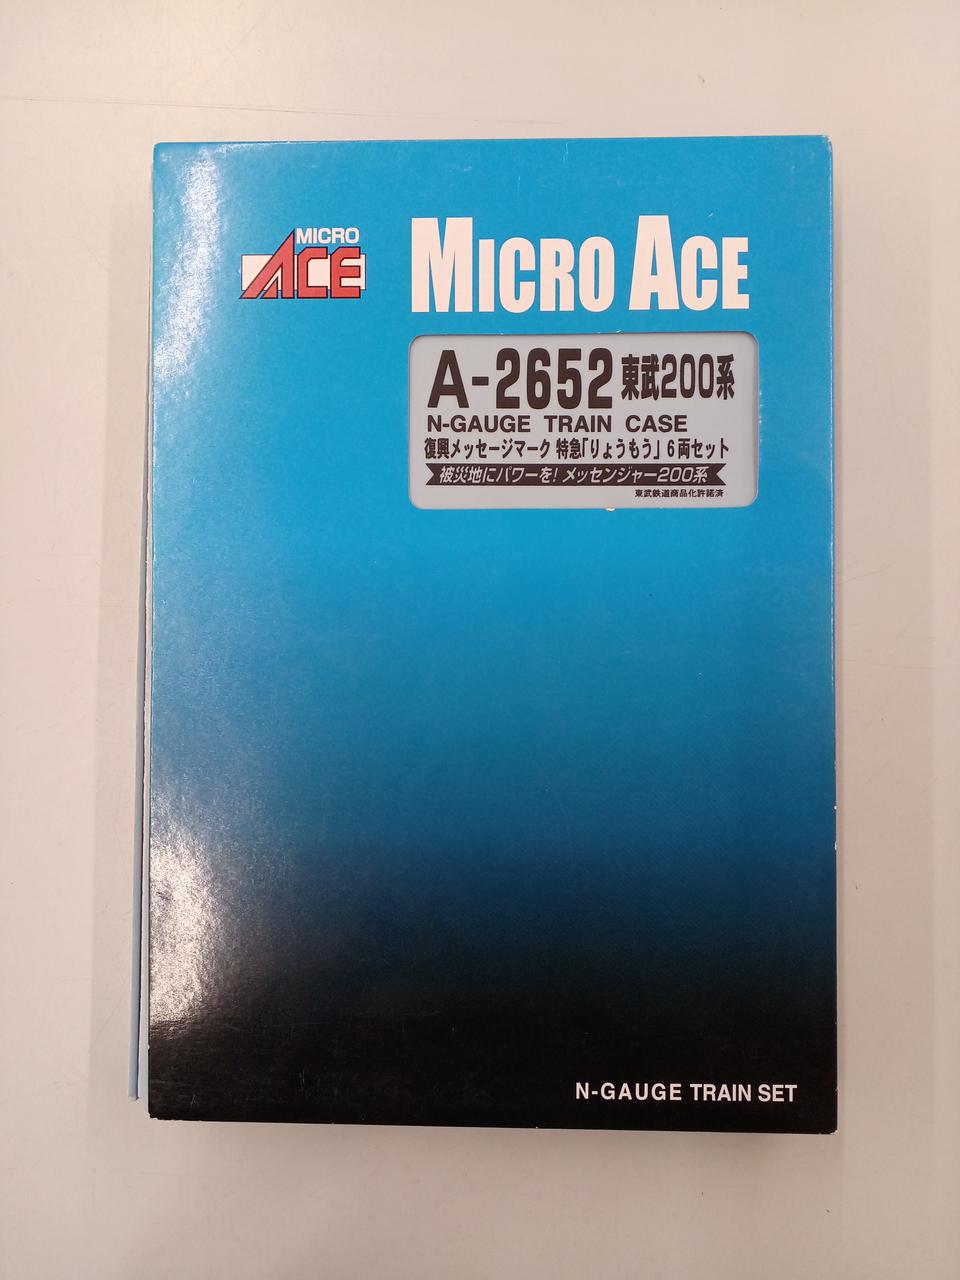 MICRO
ACE
MICRO ACE
A-2652 東武200系
N-GAUGE TRAIN CASE
復興メッセージマーク 特急「りょうもう」6両セット
被災地にパワーを! メッセンジャー200系
東武鉄道商品化許諾済
N-GAUGE TRAIN SET